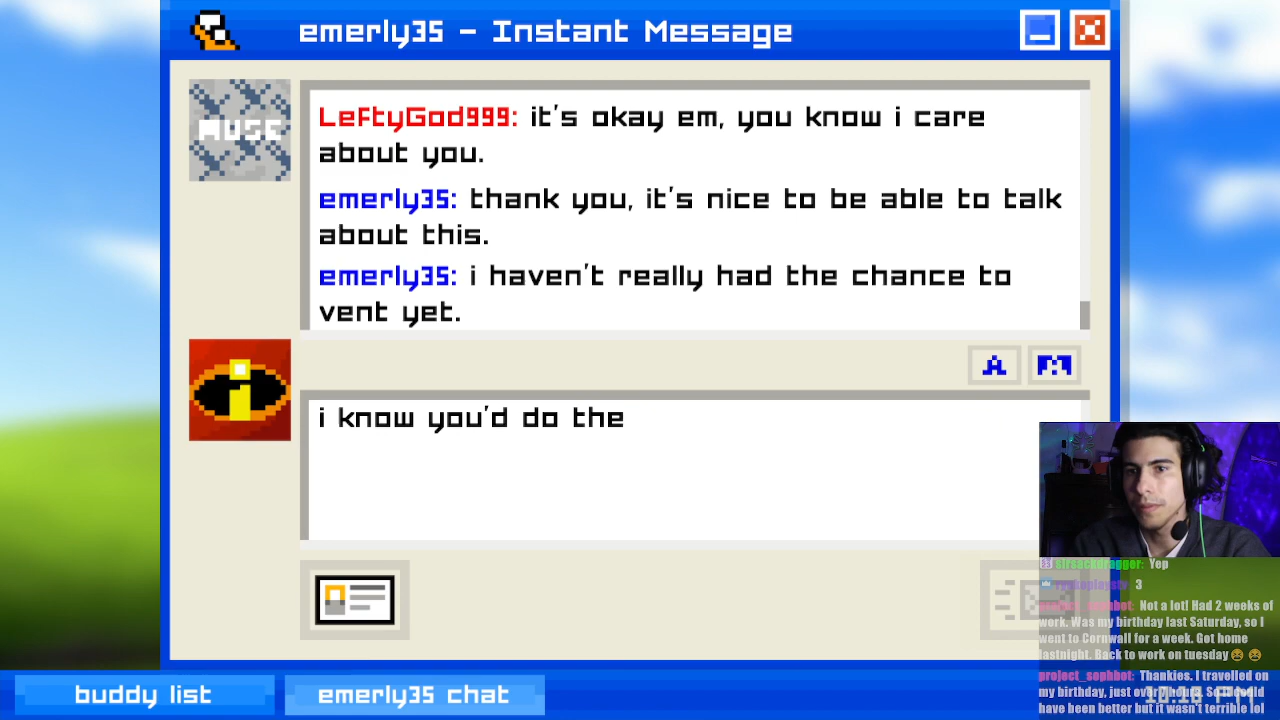 emerly35 - Instant Message
MUSE
LeftyGod999: it's okay em, you know i care
about you.
emerly35: thank you, it's nice to be able to talk
about this.
emerly35: i haven't really had the chance to
vent yet.
A
i
i know you'd do the
Yep
3
project_sophbot: Not a lot! Had 2 weeks of
work. Was my birthday last Saturday, so I
went to Cornwall for a week. Got home
lastnight. Back to work on tuesday
project_sophbot: Thankies. I travelled on
my birthday, just over
have been better but it wasn't terrible lol
buddy list
emerly35 chat